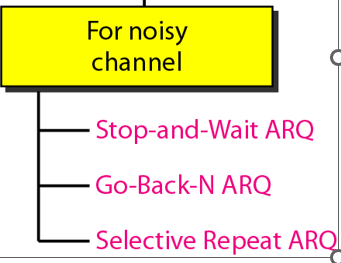 For noisy
channel
Stop-and-Wait ARQ
Go-Back-N ARQ
Selective Repeat ARQ